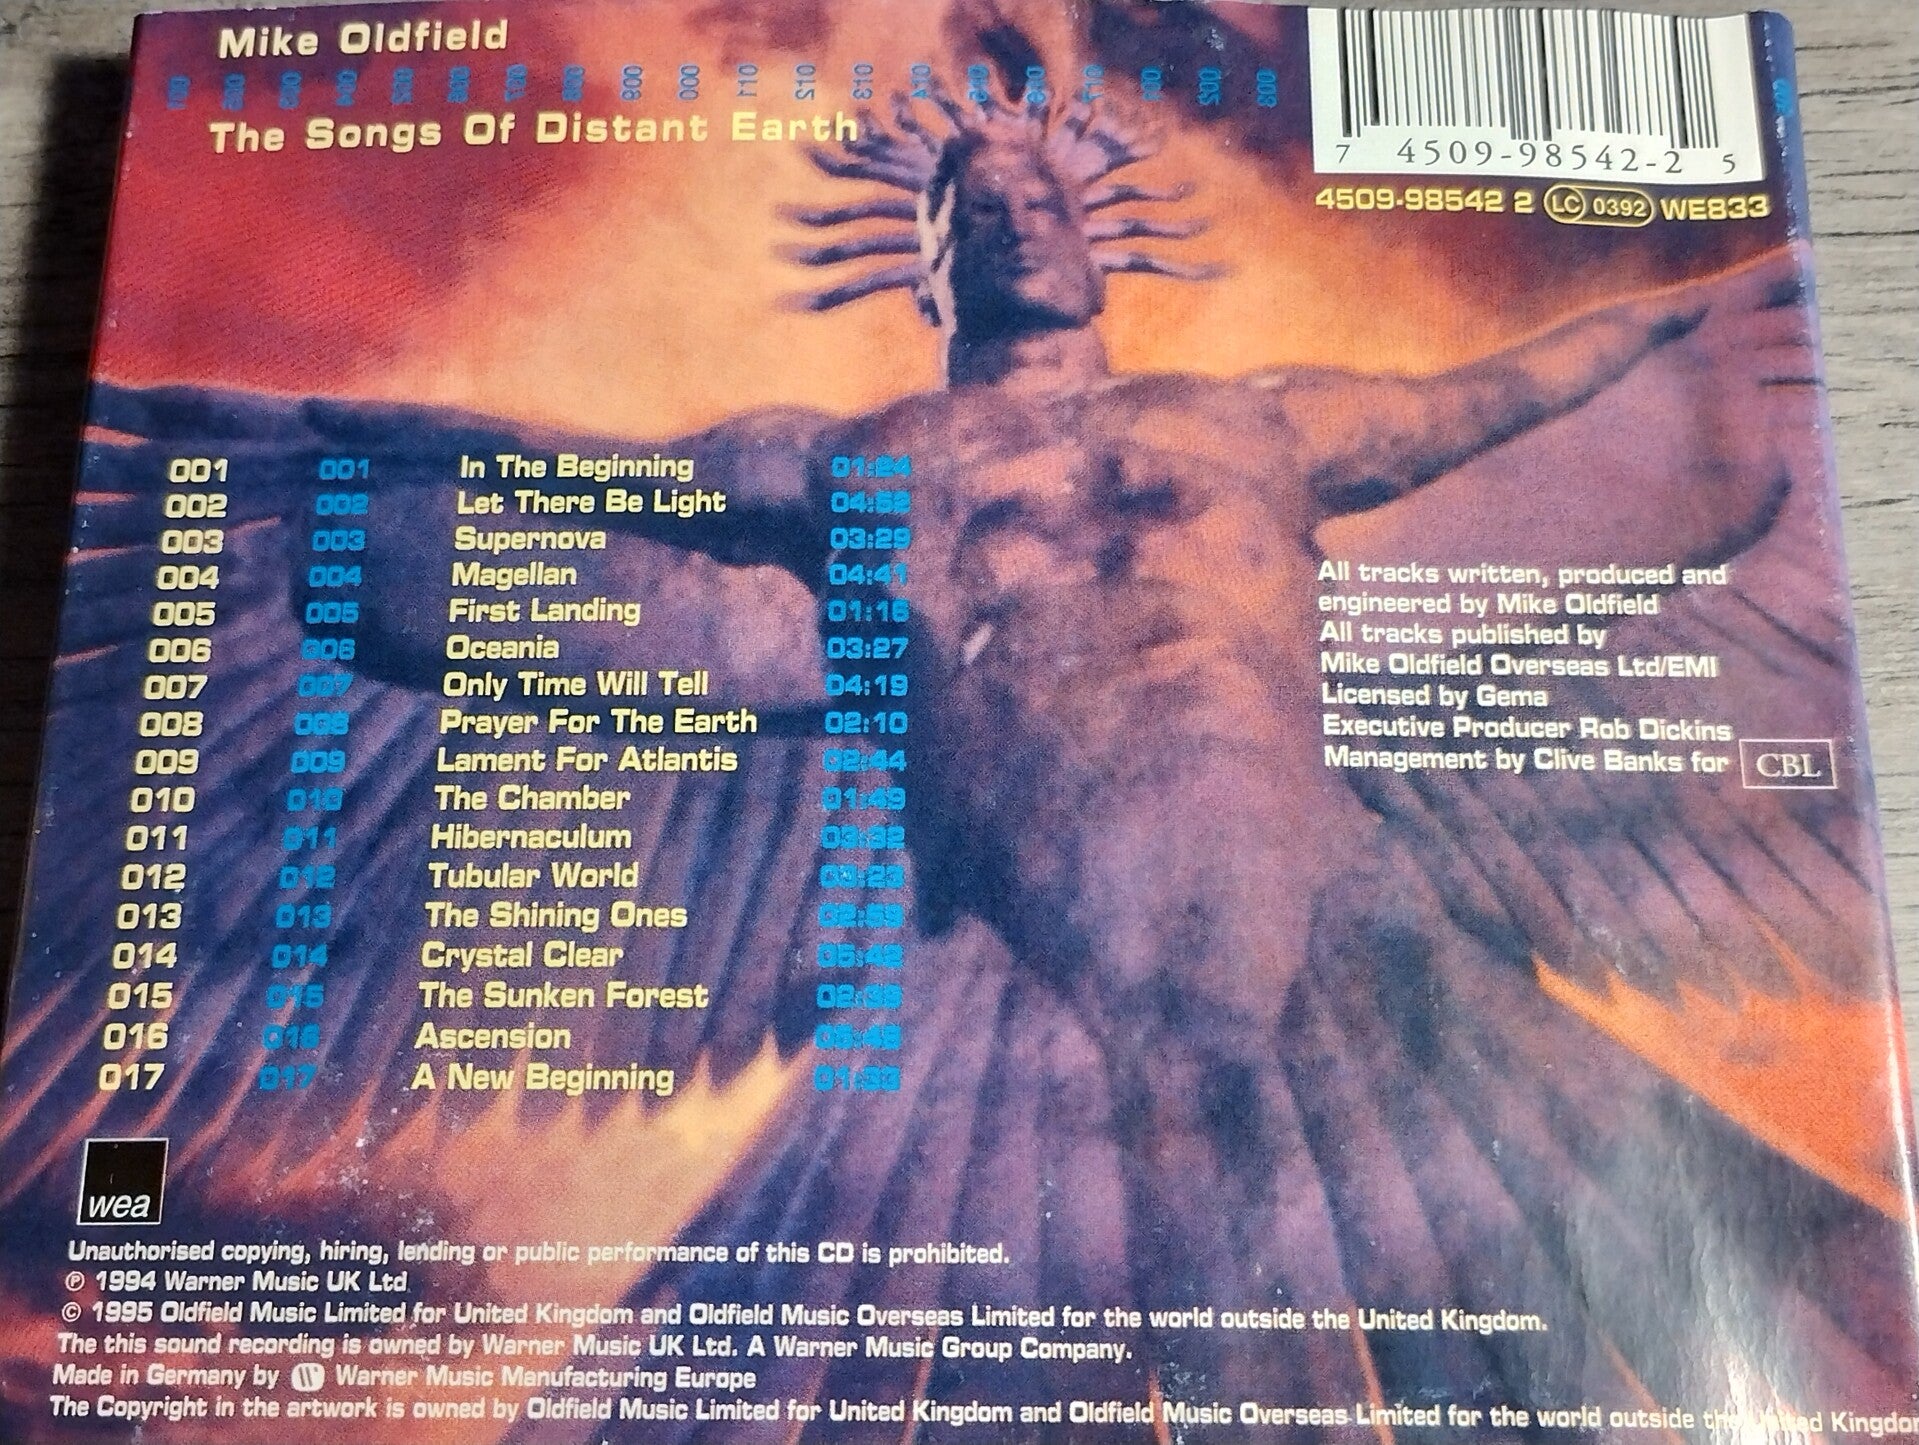 Mike Oldfield
The Songs Of Distant Earth
7 4509-98542-2 5
4509-98542 2 LC 0392 WE833
001 001 In The Beginning 01:24
002 002 Let There Be Light 04:52
003 003 Supernova 03:29
004 004 Magellan 04:41
005 005 First Landing 01:16
006 006 Oceania 03:27
007 007 Only Time Will Tell 04:19
008 008 Prayer For The Earth 02:10
009 009 Lament For Atlantis 02:44
010 010 The Chamber 01:49
011 011 Hibernaculum 03:32
012 012 Tubular World 03:23
013 013 The Shining Ones 02:59
014 014 Crystal Clear 05:42
015 015 The Sunken Forest 02:39
016 016 Ascension
017 017 A New Beginning 01:33
All tracks written, produced and
engineered by Mike Oldfield
All tracks published by
Mike Oldfield Overseas Ltd/EMI
Licensed by Gema
Executive Producer Rob Dickins
Management by Clive Banks for CBL
wea
Unauthorised copying, hiring, lending or public performance of this CD is prohibited.
℗ 1994 Warner Music UK Ltd
© 1995 Oldfield Music Limited for United Kingdom and Oldfield Music Overseas Limited for the world outside the United Kingdom.
The this sound recording is owned by Warner Music UK Ltd. A Warner Music Group Company.
Made in Germany by Warner Music Manufacturing Europe
The Copyright in the artwork is owned by Oldfield Music Limited for United Kingdom and Oldfield Music Overseas Limited for the world outside the United Kingdom